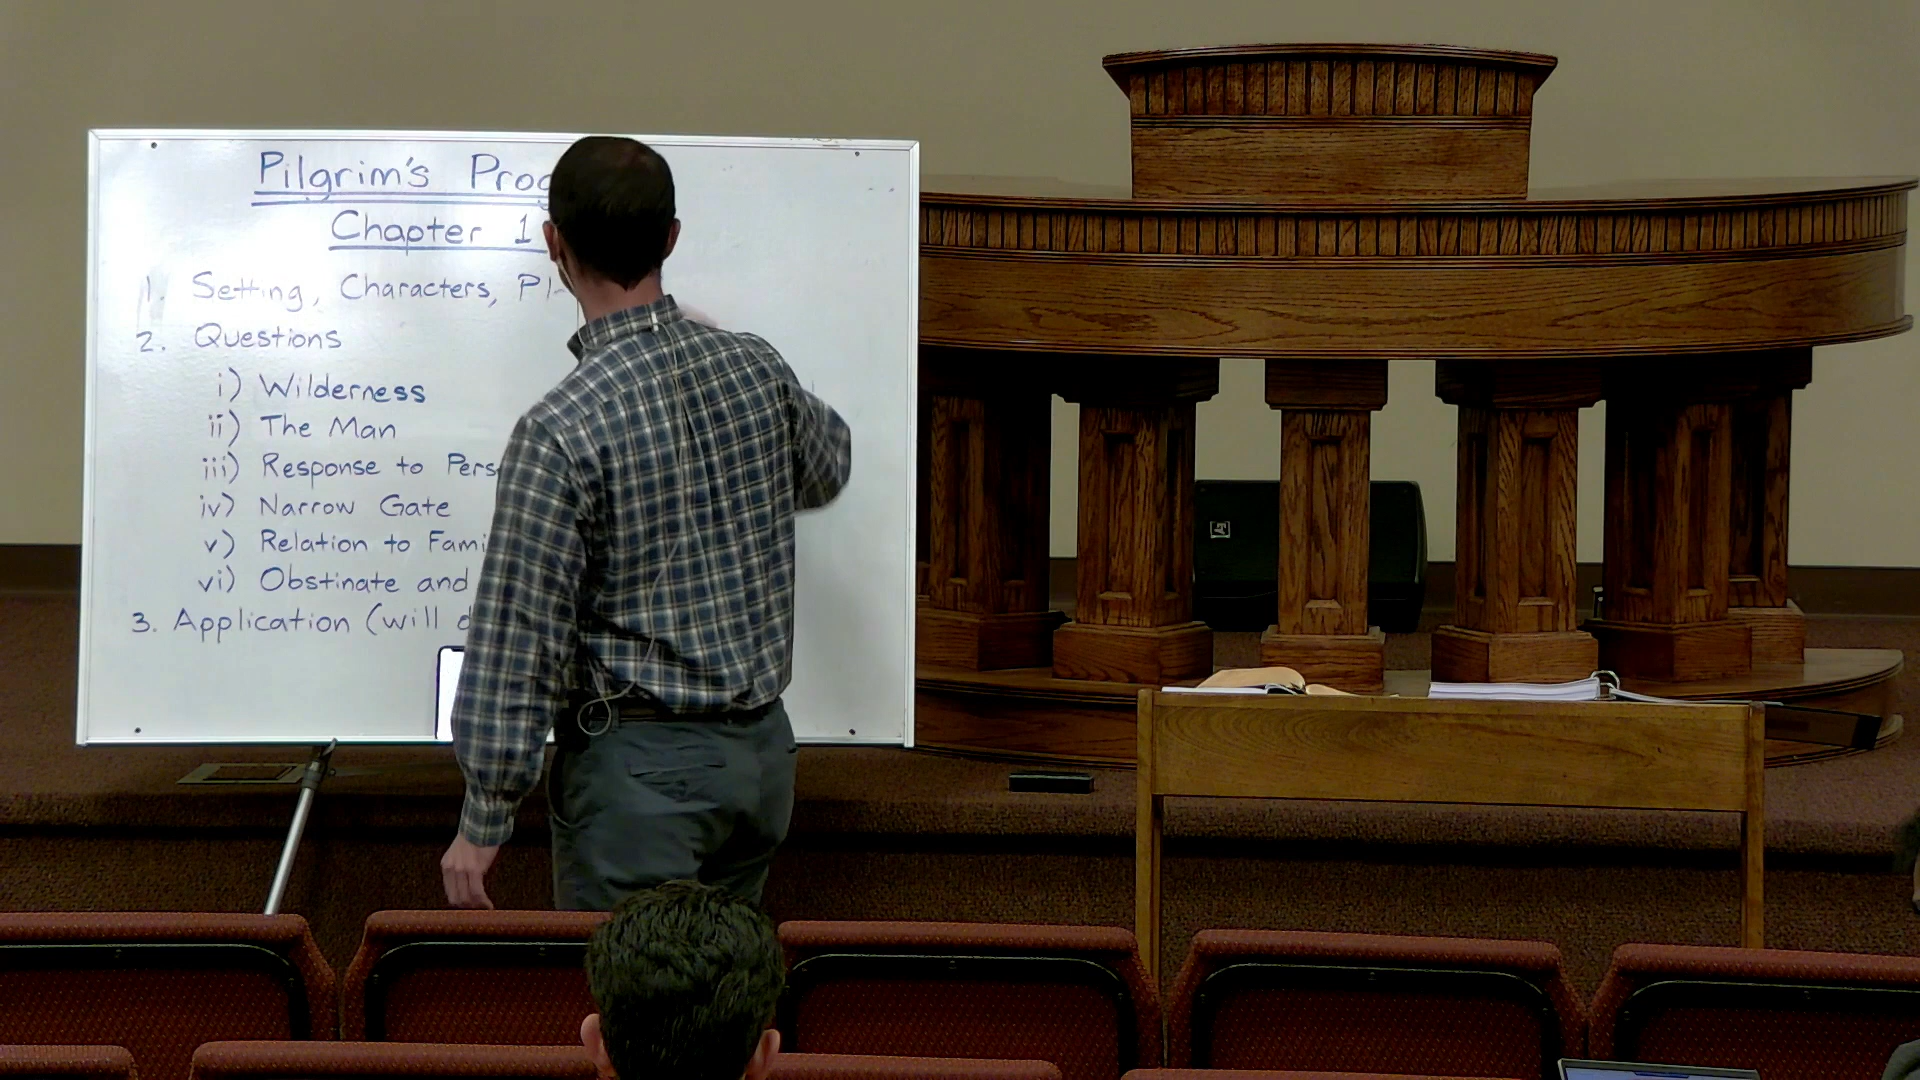 Pilgrim's Prog
Chapter 1
1. Setting, Characters, Pl
2. Questions
i) Wilderness
ii) The Man
iii) Response to Pers
iv) Narrow Gate
v) Relation to Fami
vi) Obstinate and
3. Application (will